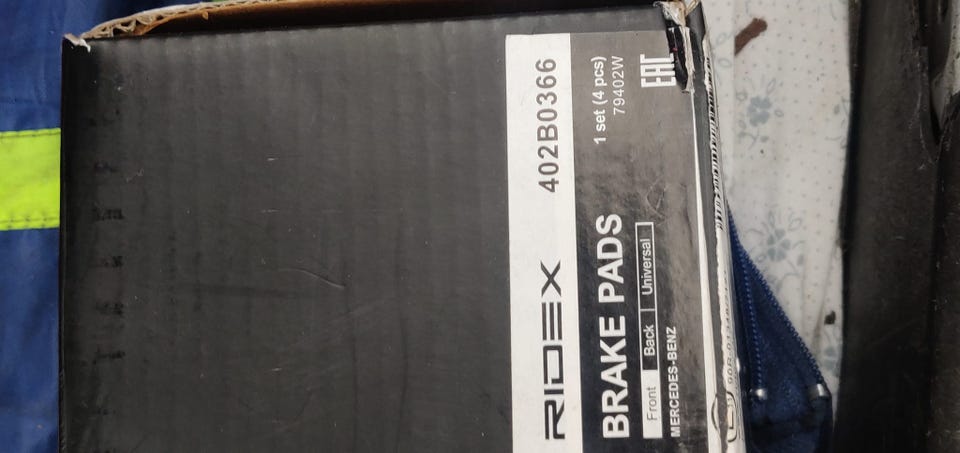 RIDEX 402B0366
BRAKE PADS 1 set (4 pcs)
79402W
Front Back Universal
MERCEDES-BENZ
EAC